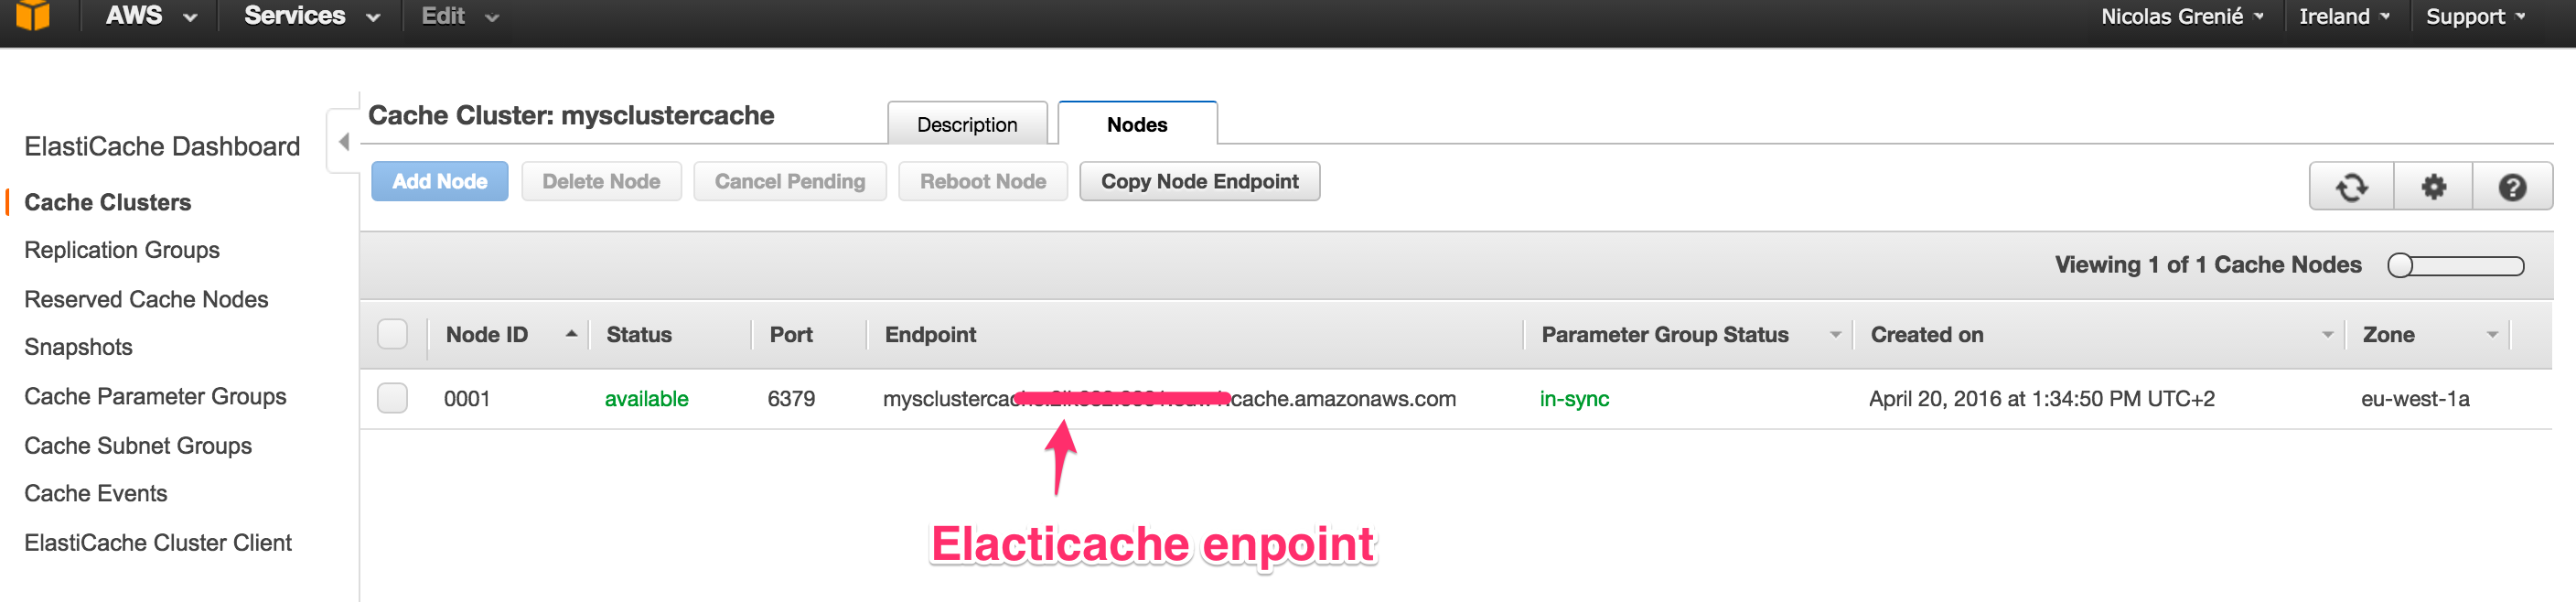 AWS Services Edit Nicolas Grenié Ireland Support
Cache Cluster: mysclustercache Description Nodes
ElastiCache Dashboard
Add Node Delete Node Cancel Pending Reboot Node Copy Node Endpoint
Cache Clusters
Replication Groups
Reserved Cache Nodes
Snapshots
Cache Parameter Groups
Cache Subnet Groups
Cache Events
ElastiCache Cluster Client
Viewing 1 of 1 Cache Nodes
Node ID Status Port Endpoint Parameter Group Status Created on Zone
0001 available 6379 mysclustercac cache.amazonaws.com in-sync April 20, 2016 at 1:34:50 PM UTC+2 eu-west-1a
Elacticache enpoint